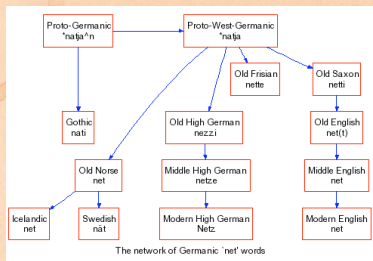 Proto-Germanic
*natja^n
Proto-West-Germanic
*natja
Old Frisian
nette
Old Saxon
netti
Gothic
nati
Old High German
nezzi
Old English
net(t)
Old Norse
net
Middle High German
netze
Middle English
net
Icelandic
net
Swedish
nät
Modern High German
Netz
Modern English
net
The network of Germanic `net' words